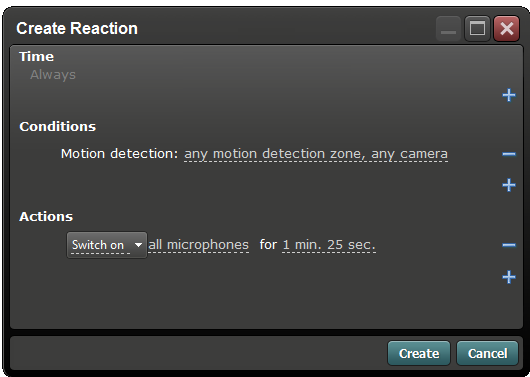 Create Reaction
Time
Always
Conditions
Motion detection: any motion detection zone, any camera
Actions
Switch on all microphones for 1 min. 25 sec.
Create Cancel